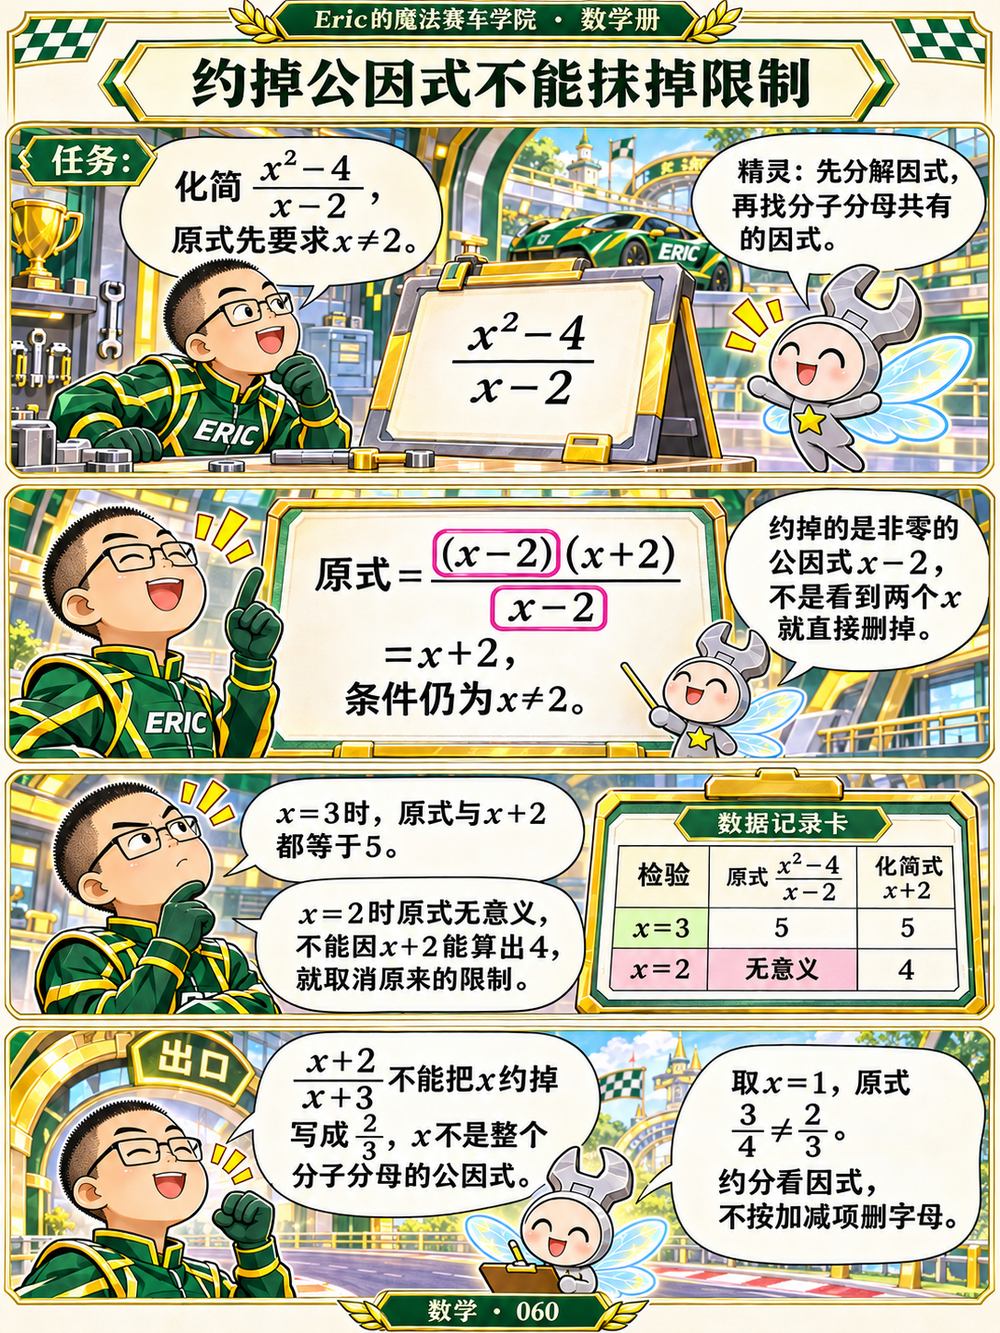 Eric的魔法赛车学院 · 数学册
约掉公因式不能抹掉限制
任务:
化简 (x²−4)/(x−2)，
原式先要求x≠2。
精灵：先分解因式，
再找分子分母共有
的因式。
ERIC
x²−4
x−2
ERIC
原式=(x−2)(x+2)
x−2
=x+2，
条件仍为x≠2。
约掉的是非零的
公因式x−2，
不是看到两个x
就直接删掉。
ERIC
x=3时，原式与x+2
都等于5。
x=2时原式无意义，
不能因x+2能算出4，
就取消原来的限制。
数据记录卡
检验 原式 (x²−4)/(x−2) 化简式 x+2
x=3 5 5
x=2 无意义 4
出口
(x+2)/(x+3) 不能把x约掉
写成 2/3，x不是整个
分子分母的公因式。
取x=1，原式
3/4≠2/3。
约分看因式，
不按加减项删字母。
数学 · 060